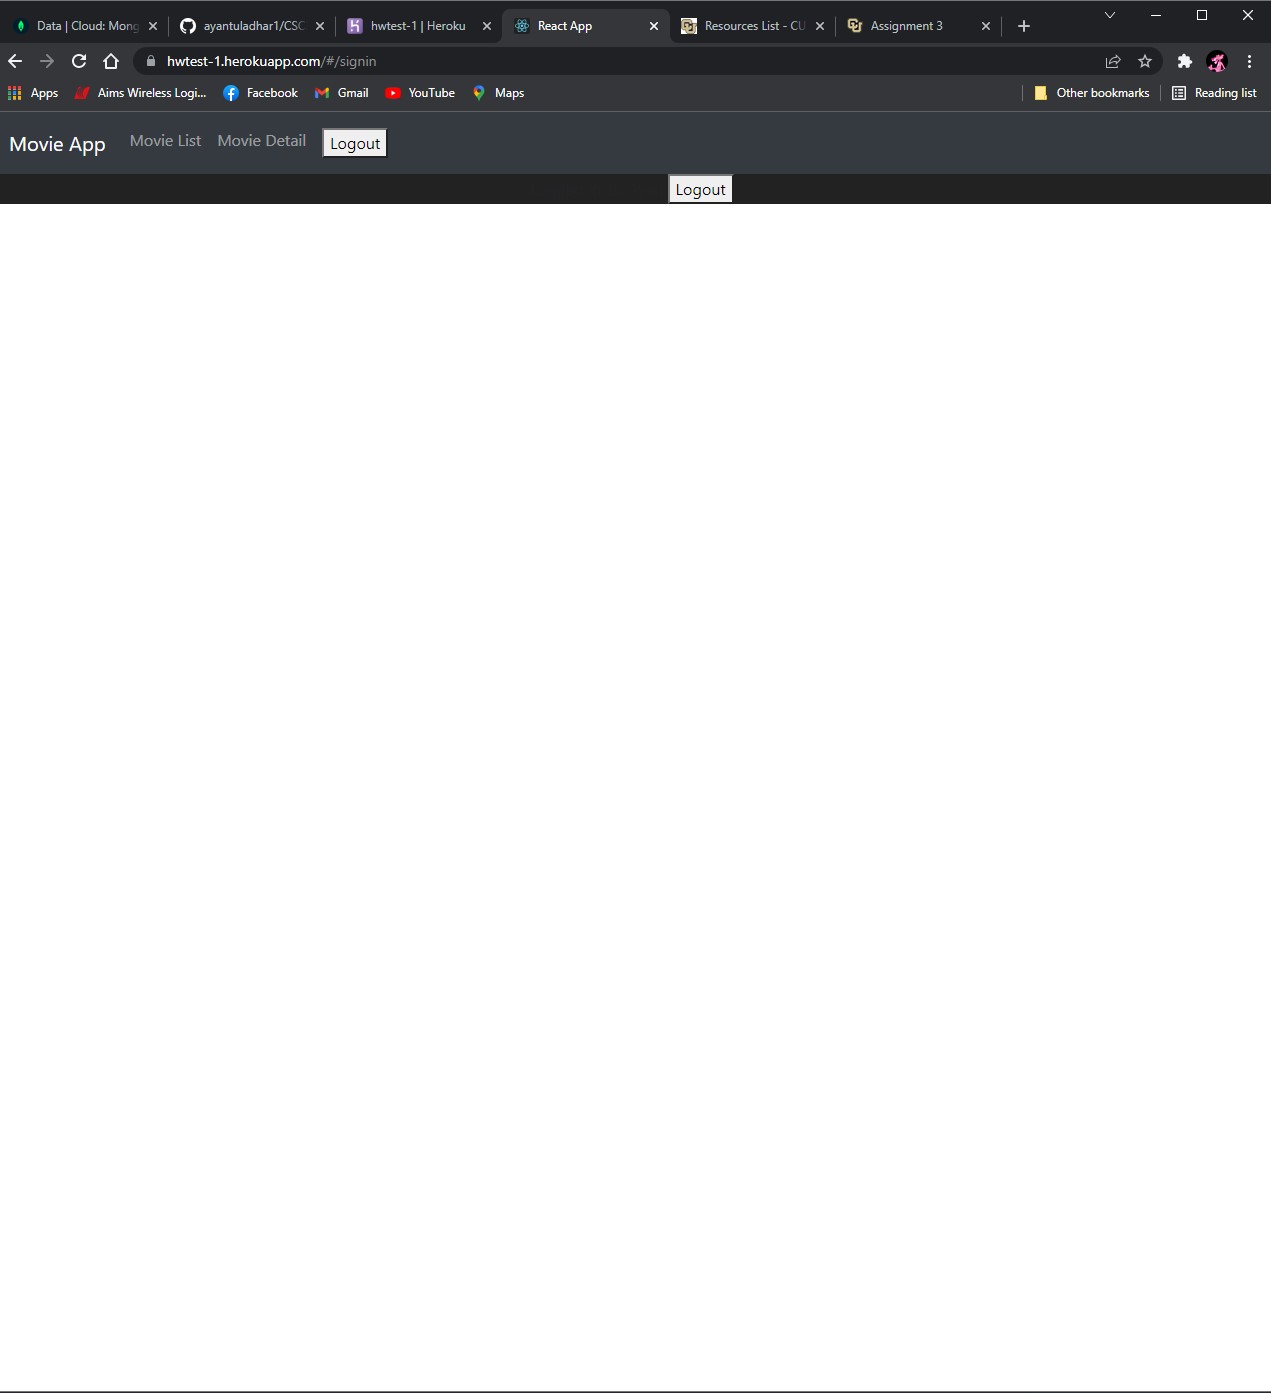 Data | Cloud: Mong ayantuladhar1/CSC hwtest-1 | Heroku React App Resources List - CU Assignment 3
hwtest-1.herokuapp.com/#/signin
Apps Aims Wireless Logi... Facebook Gmail YouTube Maps Other bookmarks Reading list
Movie App Movie List Movie Detail Logout
Logout